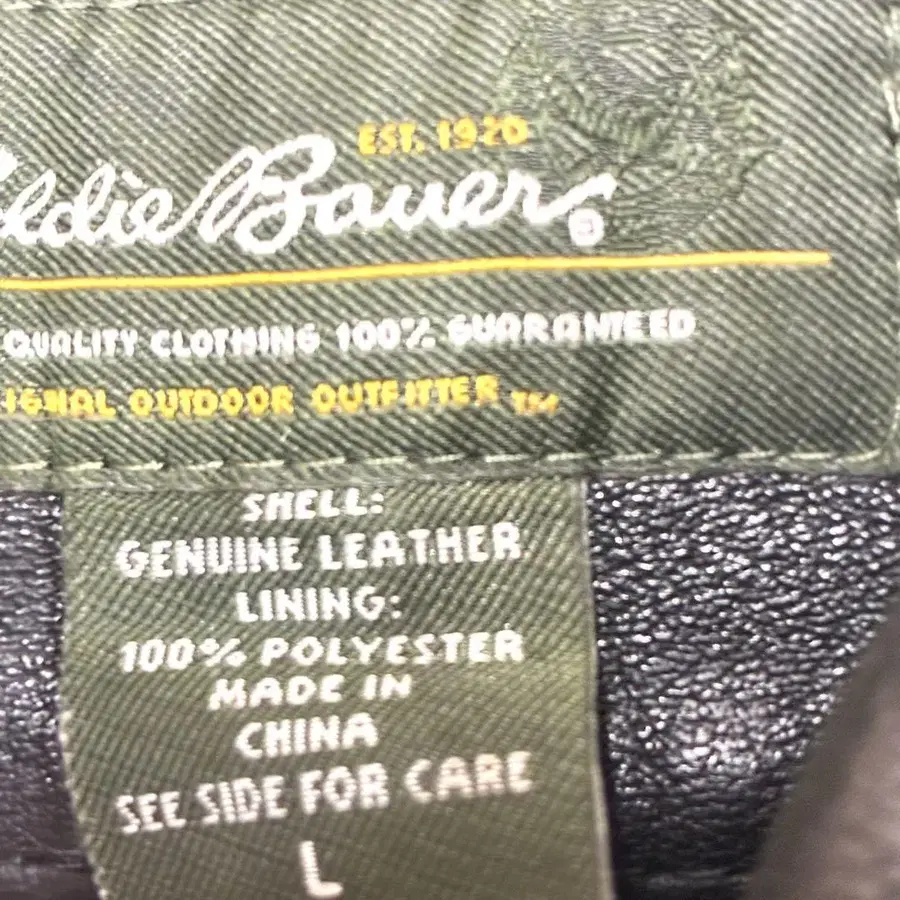 EST. 1920
Eddie Bauer®
QUALITY CLOTHING 100% GUARANTEED
IGINAL OUTDOOR OUTFITTER ™
SHELL:
GENUINE LEATHER
LINING:
100% POLYESTER
MADE IN
CHINA
SEE SIDE FOR CARE
L